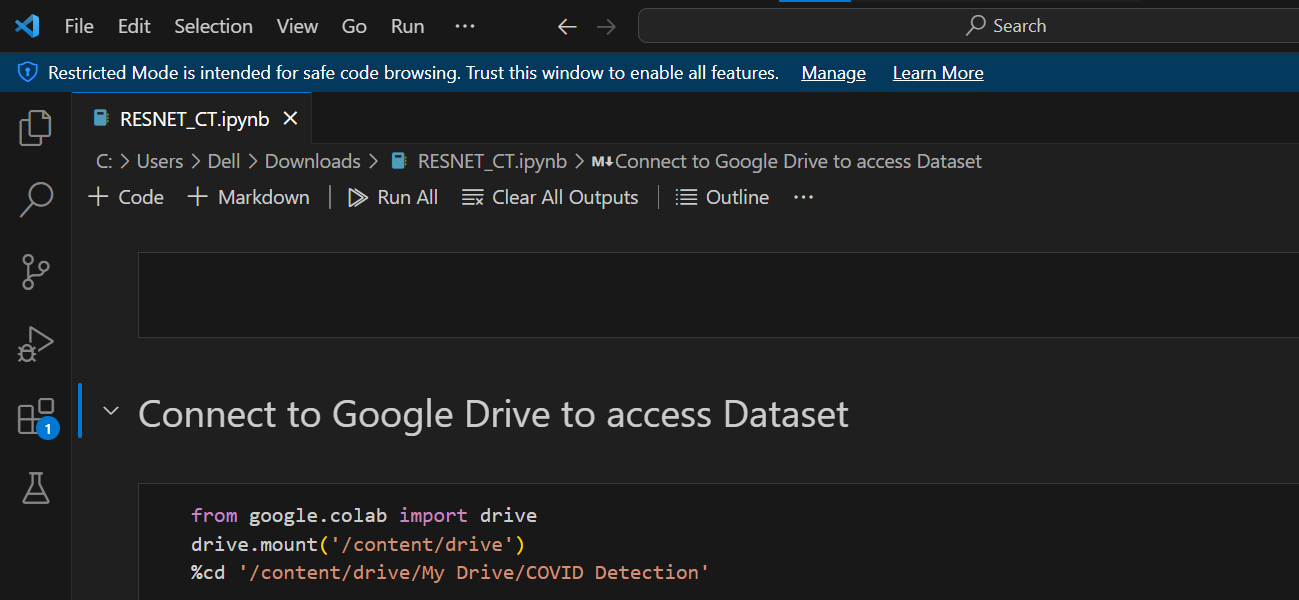 File Edit Selection View Go Run ··· Search
Restricted Mode is intended for safe code browsing. Trust this window to enable all features. Manage Learn More
RESNET_CT.ipynb
C: > Users > Dell > Downloads > RESNET_CT.ipynb > M↓Connect to Google Drive to access Dataset
+ Code + Markdown | Run All Clear All Outputs | Outline ···
Connect to Google Drive to access Dataset
1
from google.colab import drive
drive.mount('/content/drive')
%cd '/content/drive/My Drive/COVID Detection'